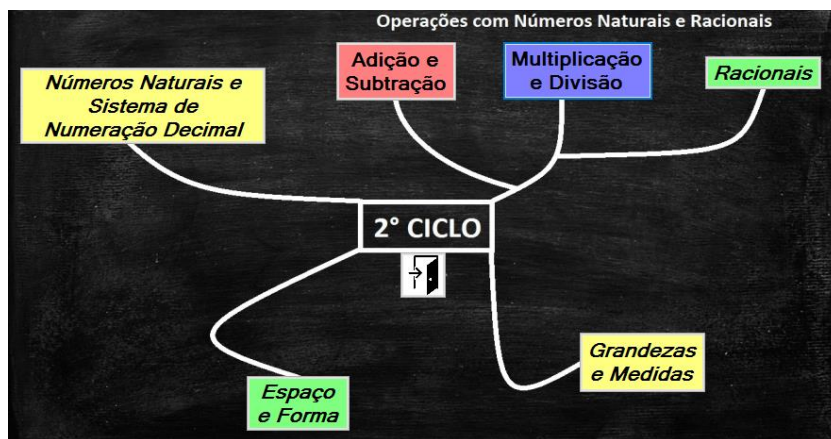 Operações com Números Naturais e Racionais
Números Naturais e
Sistema de
Numeração Decimal
Adição e
Subtração
Multiplicação
e Divisão
Racionais
2° CICLO
Espaço
e Forma
Grandezas
e Medidas